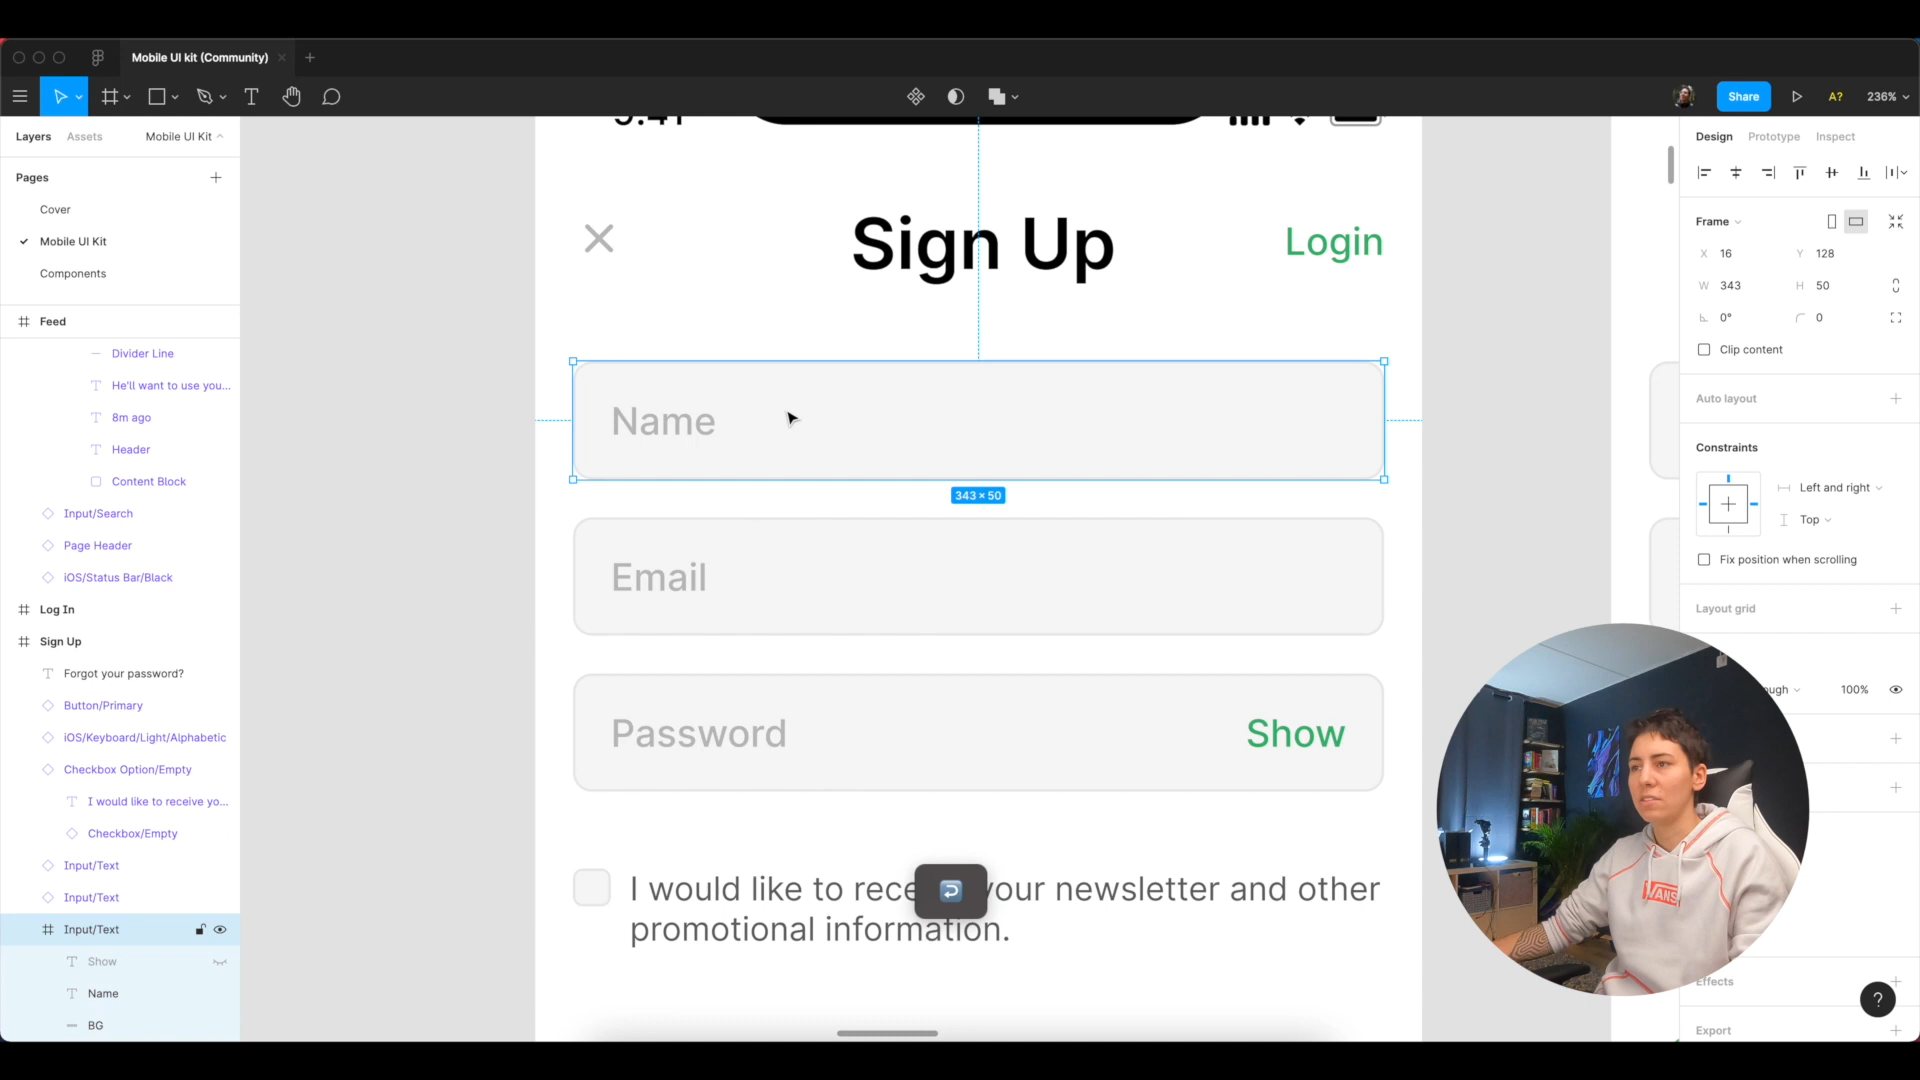 Mobile UI kit (Community)
Share
A?
236%
Layers
Assets
Mobile UI Kit
Pages
Cover
Mobile UI Kit
Components
Feed
Divider Line
He'll want to use you...
8m ago
Header
Content Block
Input/Search
Page Header
iOS/Status Bar/Black
Log In
Sign Up
Forgot your password?
Button/Primary
iOS/Keyboard/Light/Alphabetic
Checkbox Option/Empty
I would like to receive yo...
Checkbox/Empty
Input/Text
Input/Text
Input/Text
Show
Name
BG
9:41
Sign Up
Login
Name
343 × 50
Email
Password
Show
I would like to rece your newsletter and other
promotional information.
Design
Prototype
Inspect
Frame
X 16
Y 128
W 343
H 50
0°
0
Clip content
Auto layout
Constraints
Left and right
Top
Fix position when scrolling
Layout grid
ough
100%
VANS
Effects
Export
?